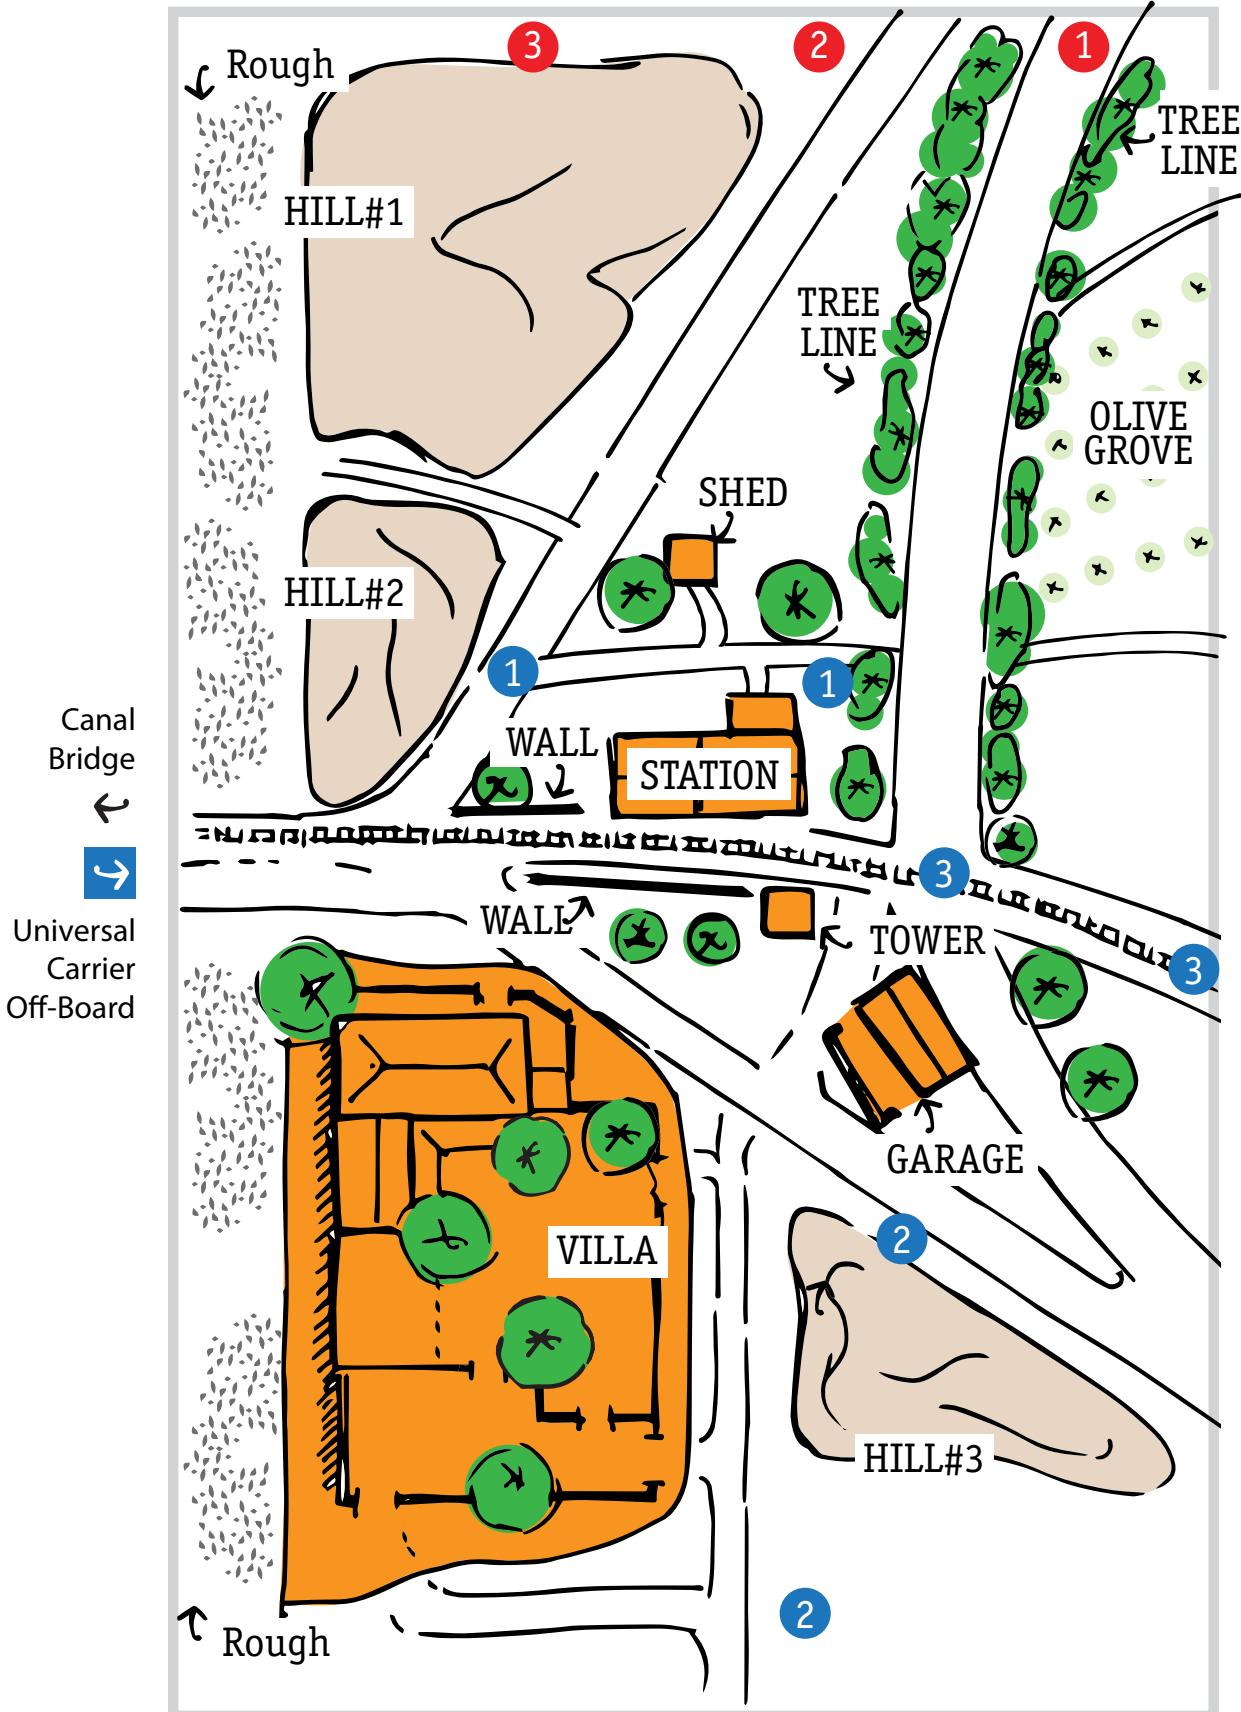 3
2
1
Rough
TREE
LINE
HILL#1
TREE
LINE
OLIVE
GROVE
SHED
HILL#2
1
1
Canal
Bridge
WALL
STATION
3
Universal
Carrier
Off-Board
WALL
TOWER
3
GARAGE
VILLA
2
HILL#3
2
Rough